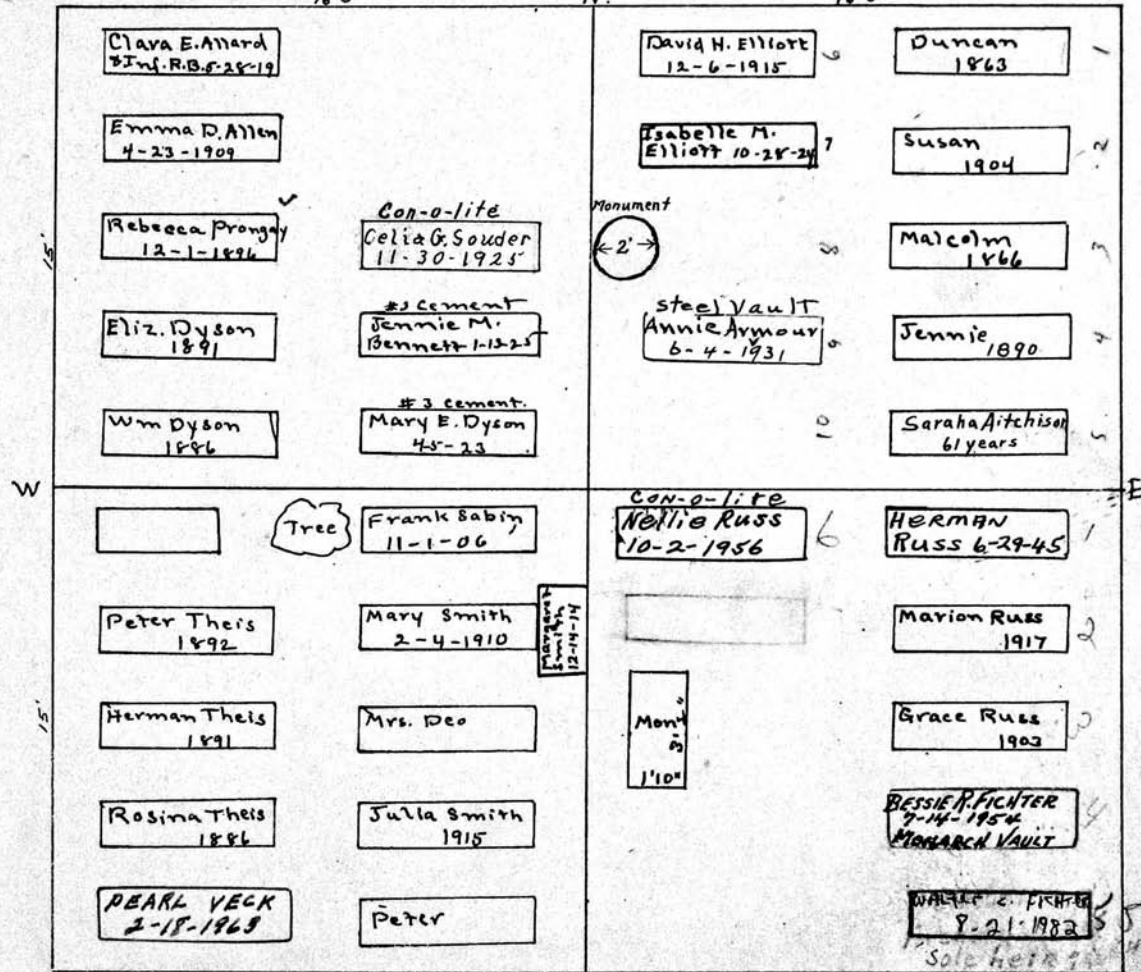 Clara E. Allard
& Inf. R.B. 5-28-19
Emma D. Allen
4-23-1909
Rebecca Prongay
12-1-1896
Eliz. Dyson
1891
Wm Dyson
1886
Con-o-lite
Celia G. Souder
11-30-1925
#3 cement
Jennie M.
Bennett 1-13-25
#3 cement.
Mary E. Dyson
45-23
15'
David H. Elliott
12-6-1915
6
Isabelle M.
Elliott 10-28-24
7
Monument
2'
8
steel Vault
Annie Armour
6-4-1931
9
10
Duncan
1863
1
Susan
1904
2
Malcolm
1866
3
Jennie
1890
4
Saraha Aitchison
61 years
5
W
E
Tree
Peter Theis
1892
Herman Theis
1891
Rosina Theis
1886
PEARL VECK
2-18-1963
15'
Frank Sabin
11-1-06
Mary Smith
2-4-1910
Margaret
Smith
12-14-14
Mrs. Deo
Julla Smith
1915
Peter
Con-o-lite
Nellie Russ
10-2-1956
6
Mon't
3'1"
1'10"
HERMAN
Russ 6-29-45
1
Marion Russ
1917
2
Grace Russ
1903
3
BESSIE R. FICHTER
7-14-1954
MONARCH VAULT
4
FICHTER
8-21-1982
5
5
Sole heir